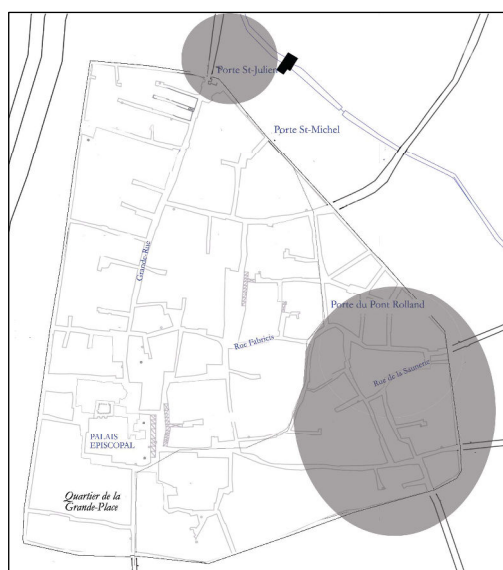 Porte St-Julien
Porte St-Michel
Grande-Rue
Porte du Pont Rolland
Rue Fabricis
Rue de la Saunerie
PALAIS
EPISCOPAL
Quartier de la
Grande-Place